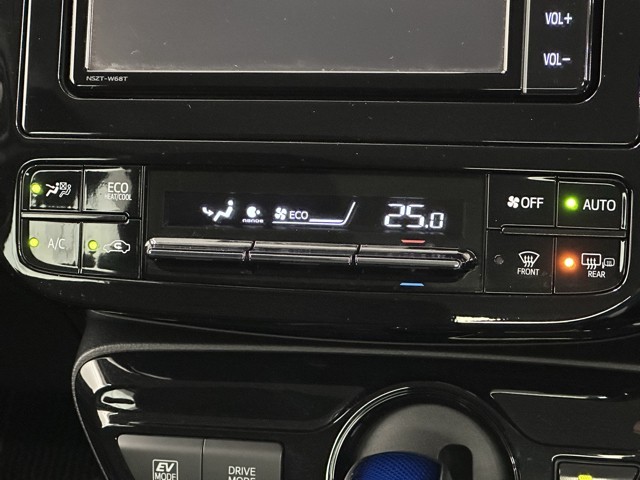 VOL+
VOL-
NSZT-W68T
ECO
HEAT/COOL
A/C
nanoe
ECO
25.0
OFF
AUTO
FRONT
REAR
EV
MODE
DRIVE
MODE